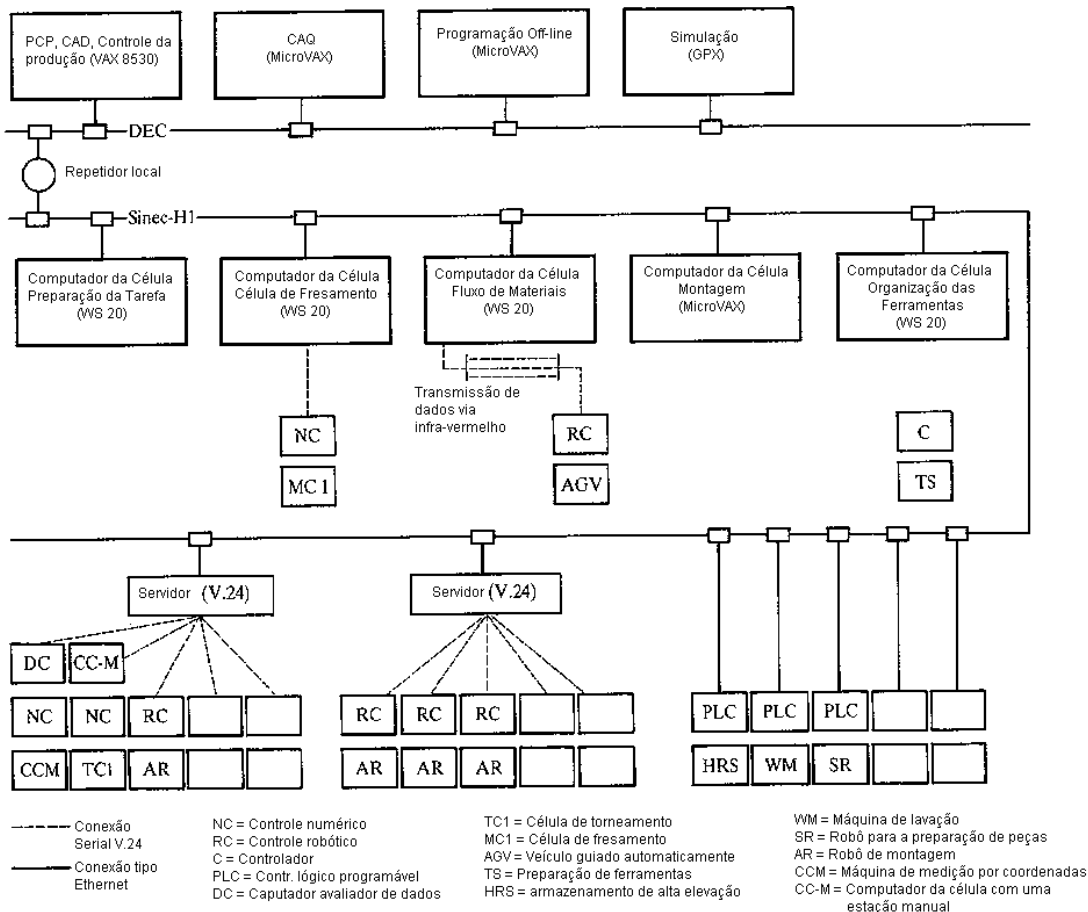 PCP, CAD, Controle da
produção (VAX 8530)
CAQ
(MicroVAX)
Programação Off-line
(MicroVAX)
Simulação
(GPX)
DEC
Repetidor local
Sinec-H1
Computador da Célula
Preparação da Tarefa
(WS 20)
Computador da Célula
Célula de Fresamento
(WS 20)
Computador da Célula
Fluxo de Materiais
(WS 20)
Computador da Célula
Montagem
(MicroVAX)
Computador da Célula
Organização das
Ferramentas
(WS 20)
Transmissão de
dados via
infra-vermelho
NC
MC 1
RC
AGV
C
TS
Servidor (V.24)
Servidor (V.24)
DC
CC-M
NC
NC
RC
RC
RC
RC
PLC
PLC
PLC
CCM
TC1
AR
AR
AR
AR
HRS
WM
SR
Conexão
Serial V.24
Conexão tipo
Ethernet
NC = Controle numérico
RC = Controle robótico
C = Controlador
PLC = Contr. lógico programável
DC = Caputador avaliador de dados
TC1 = Célula de torneamento
MC1 = Célula de fresamento
AGV = Veículo guiado automaticamente
TS = Preparação de ferramentas
HRS = armazenamento de alta elevação
WM = Máquina de lavação
SR = Robô para a preparação de peças
AR = Robô de montagem
CCM = Máquina de medição por coordenadas
CC-M = Computador da célula com uma
estação manual